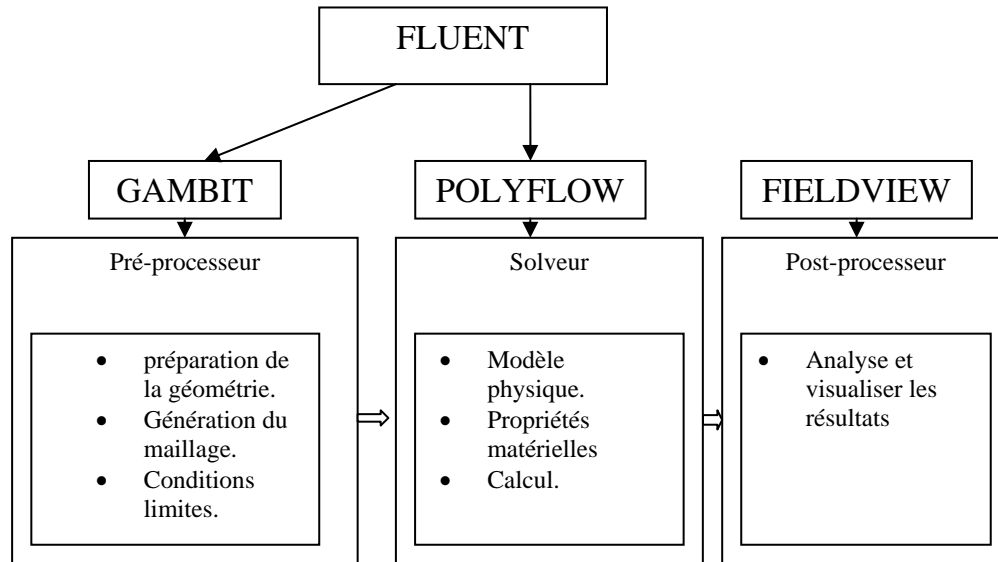 FLUENT
GAMBIT
POLYFLOW
FIELDVIEW
Pré-processeur
• préparation de
la géométrie.
• Génération du
maillage.
• Conditions
limites.
Solveur
• Modèle
physique.
• Propriétés
matérielles
• Calcul.
Post-processeur
• Analyse et
visualiser les
résultats